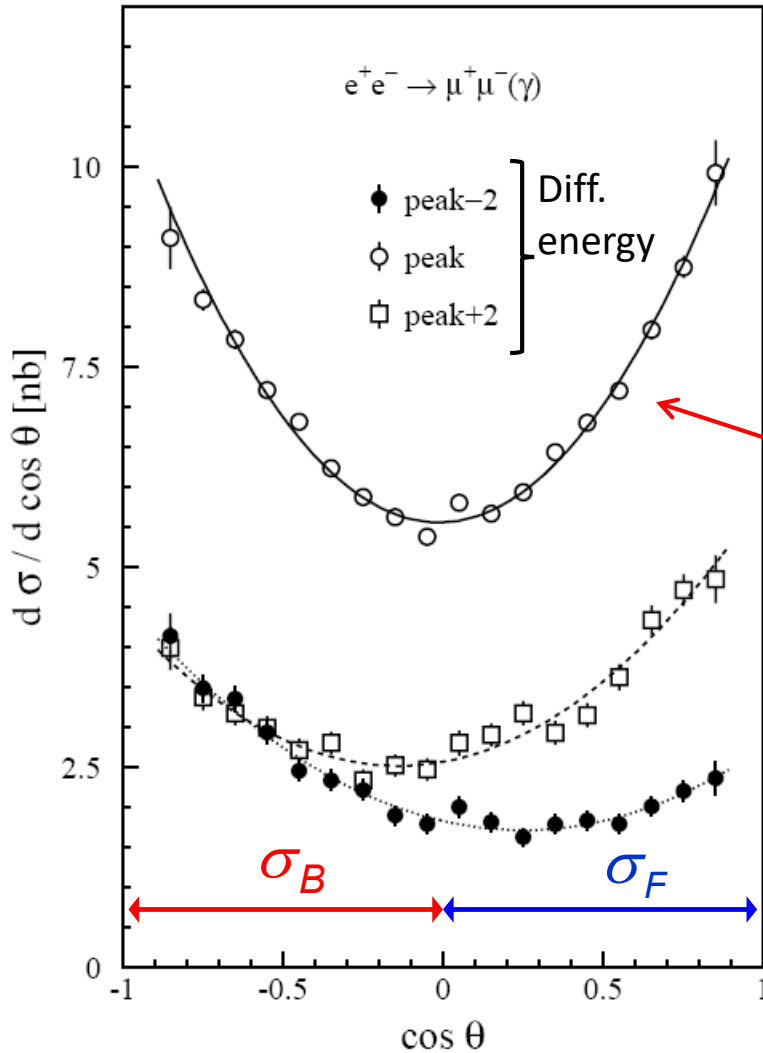 e⁺e⁻ → μ⁺μ⁻(γ)
peak−2
peak
peak+2
Diff.
energy
10
7.5
5
2.5
0
d σ / d cos θ [nb]
σ_B
σ_F
-1
-0.5
0
0.5
1
cos θ